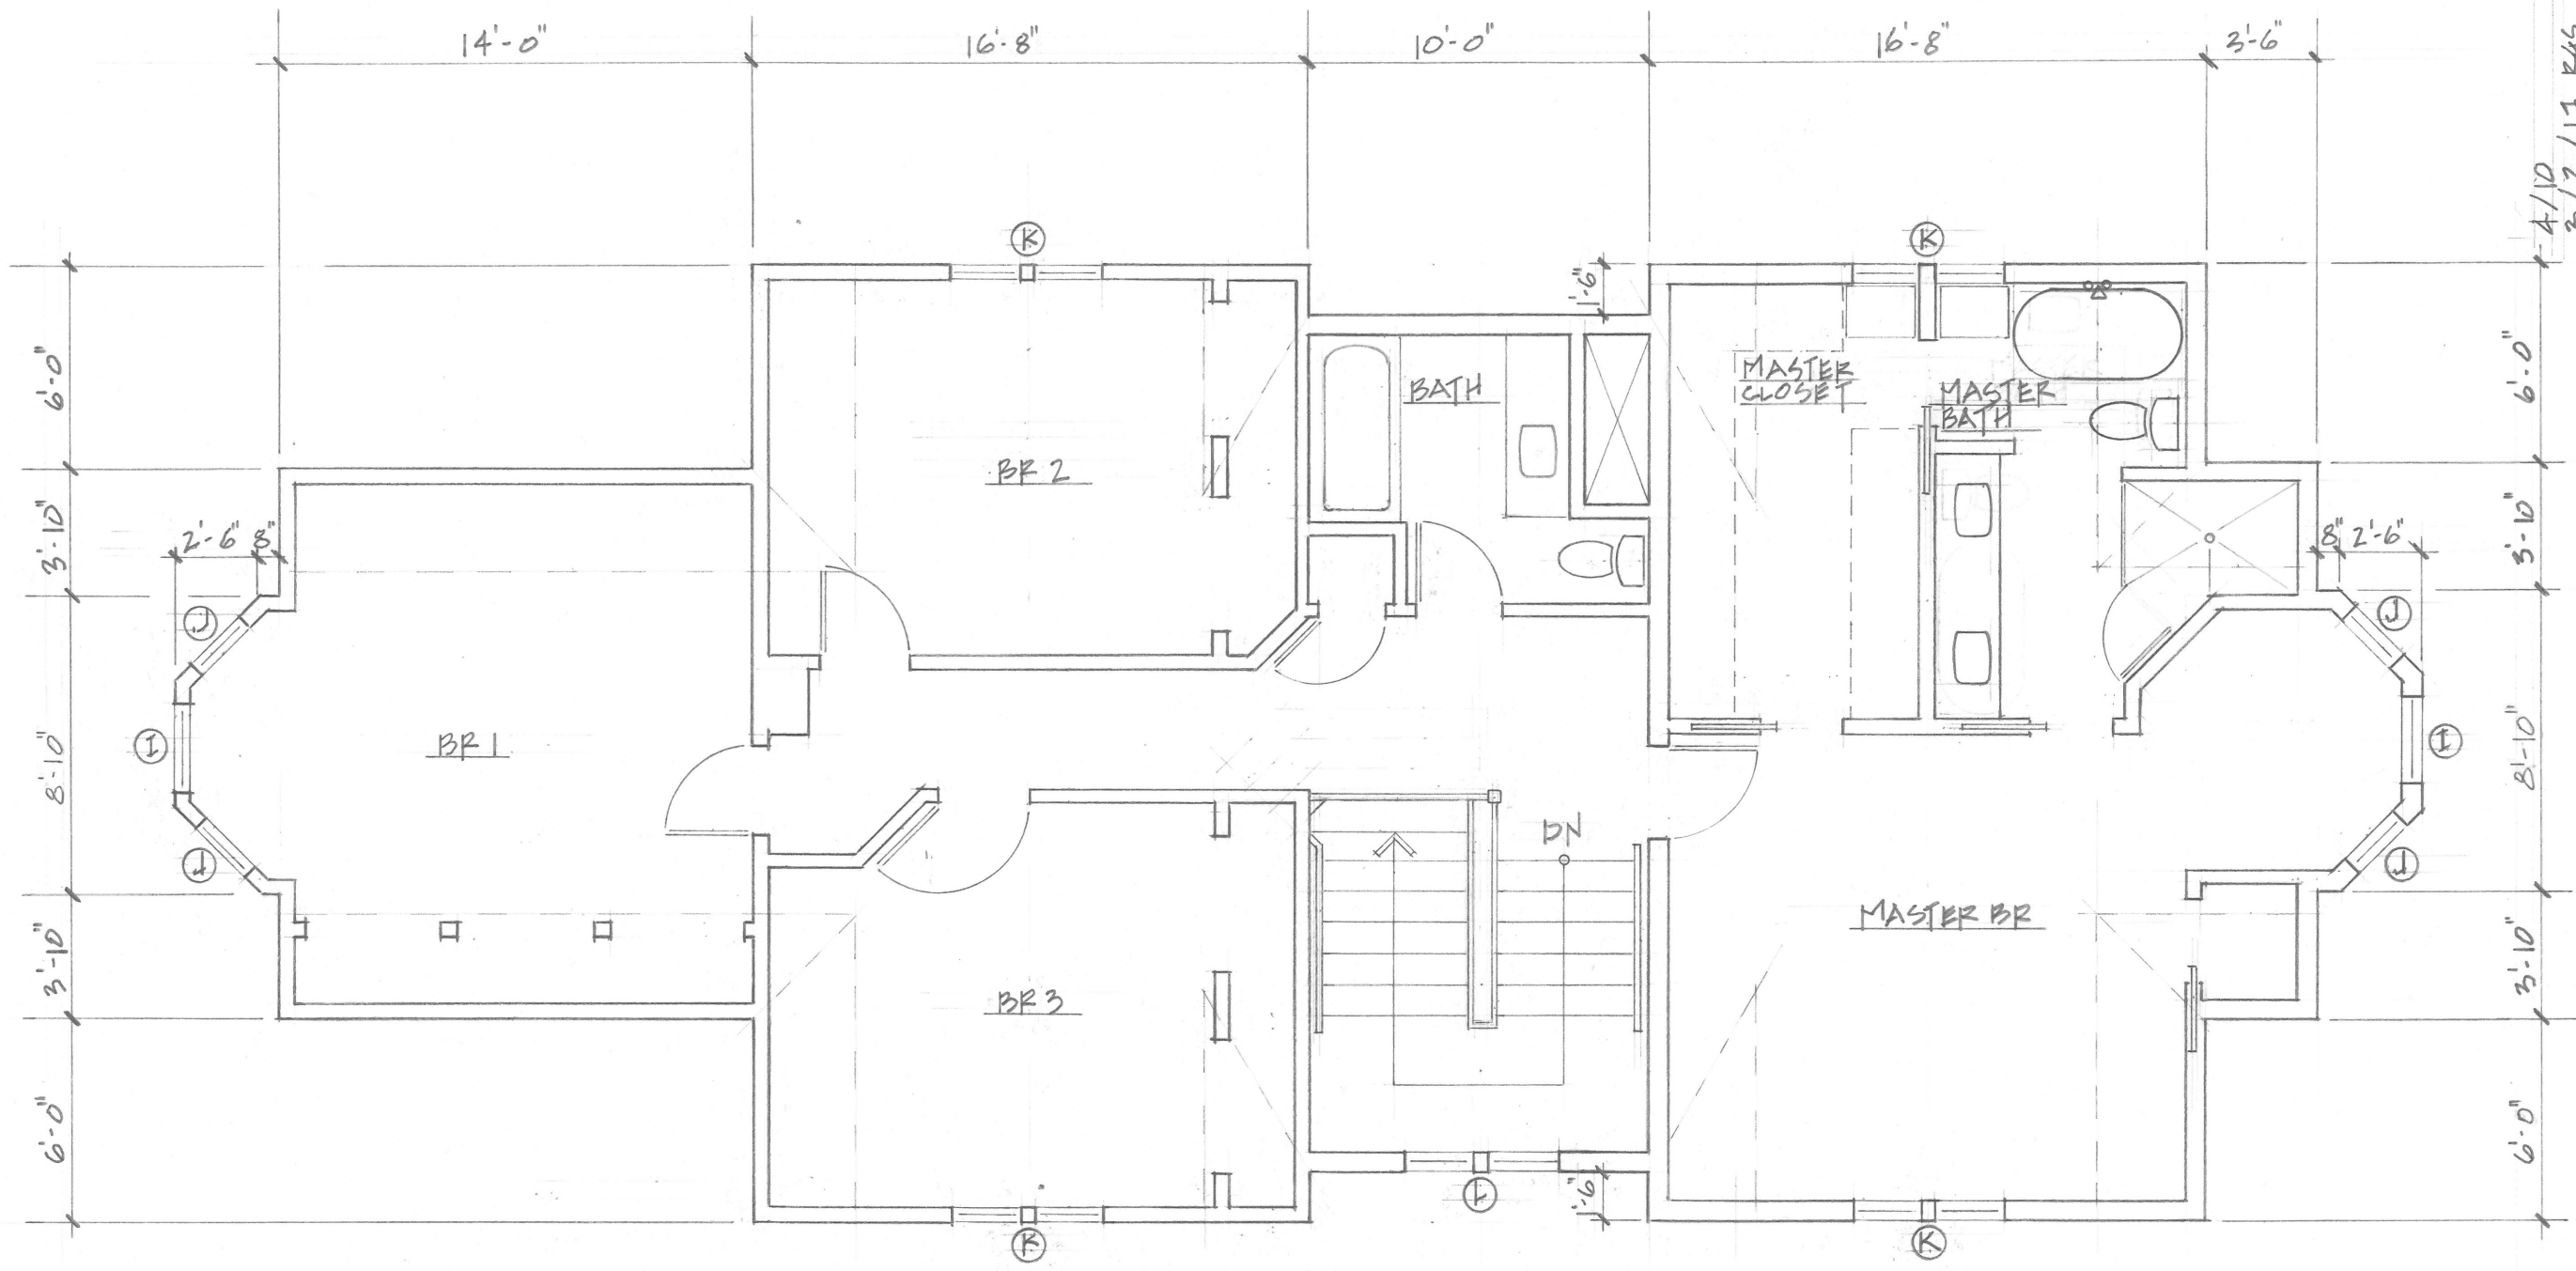 14'-0"
16'-8"
10'-0"
16'-8"
3'-6"
4/10
K
K
1'-6"
6'-0"
6'-0"
MASTER
CLOSET
BATH
MASTER
BATH
BR 2
3'-10"
3'-10"
2'-6" 8"
8" 2'-6"
J
J
I
BR 1
I
8'-10"
8'-10"
DN
J
J
MASTER BR
3'-10"
3'-10"
BR 3
6'-0"
6'-0"
1'-6"
L
K
K